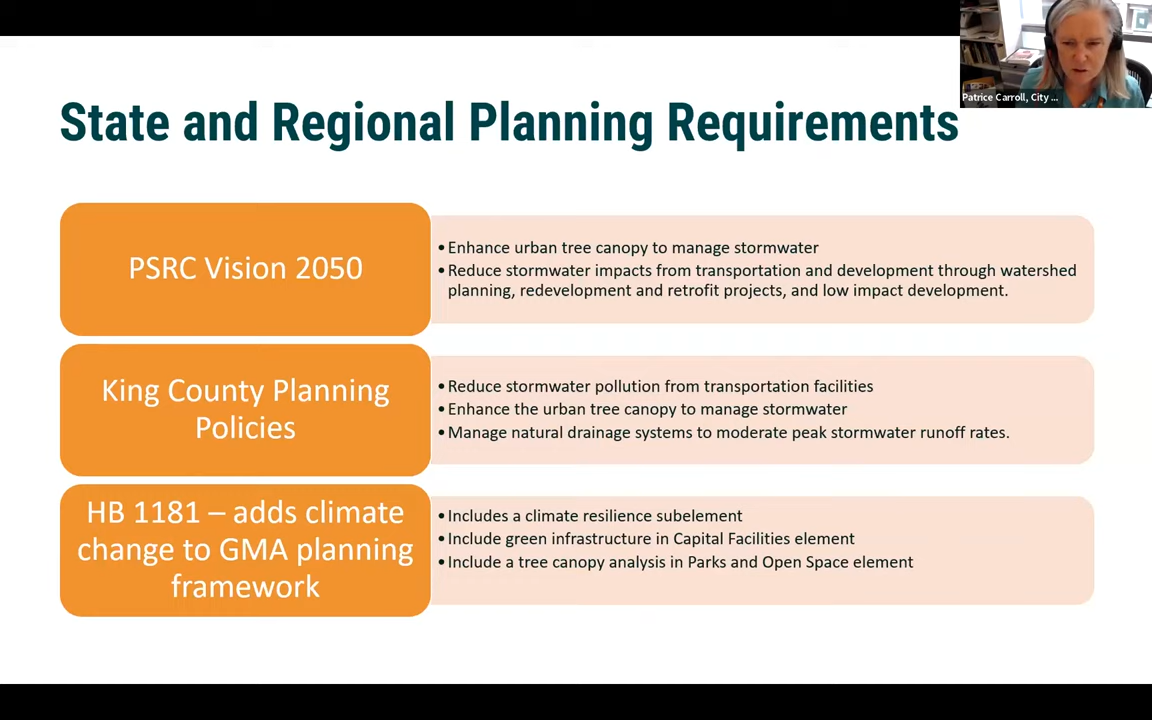 Patrice Carroll, City ...
State and Regional Planning Requirements
PSRC Vision 2050
• Enhance urban tree canopy to manage stormwater
• Reduce stormwater impacts from transportation and development through watershed
planning, redevelopment and retrofit projects, and low impact development.
King County Planning
Policies
• Reduce stormwater pollution from transportation facilities
• Enhance the urban tree canopy to manage stormwater
• Manage natural drainage systems to moderate peak stormwater runoff rates.
HB 1181 – adds climate
change to GMA planning
framework
• Includes a climate resilience subelement
• Include green infrastructure in Capital Facilities element
• Include a tree canopy analysis in Parks and Open Space element